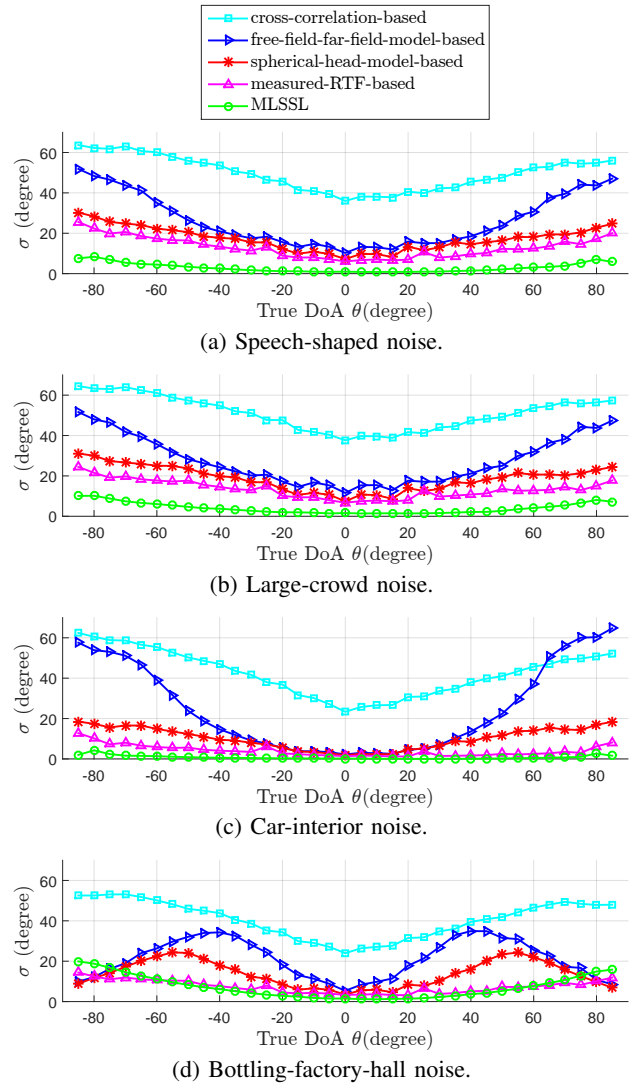 cross-correlation-based
free-field-far-field-model-based
spherical-head-model-based
measured-RTF-based
MLSSL
60
40
20
0
σ (degree)
-80 -60 -40 -20 0 20 40 60 80
True DoA θ(degree)
(a) Speech-shaped noise.
60
40
20
0
σ (degree)
-80 -60 -40 -20 0 20 40 60 80
True DoA θ(degree)
(b) Large-crowd noise.
60
40
20
0
σ (degree)
-80 -60 -40 -20 0 20 40 60 80
True DoA θ(degree)
(c) Car-interior noise.
60
40
20
0
σ (degree)
-80 -60 -40 -20 0 20 40 60 80
True DoA θ(degree)
(d) Bottling-factory-hall noise.